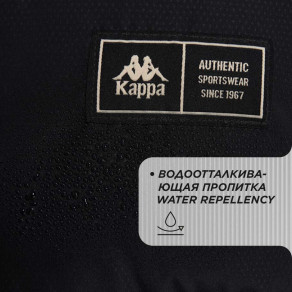 Kappa
AUTHENTIC
SPORTSWEAR
SINCE 1967
• ВОДООТТАЛКИВА-
ЮЩАЯ ПРОПИТКА
WATER REPELLENCY